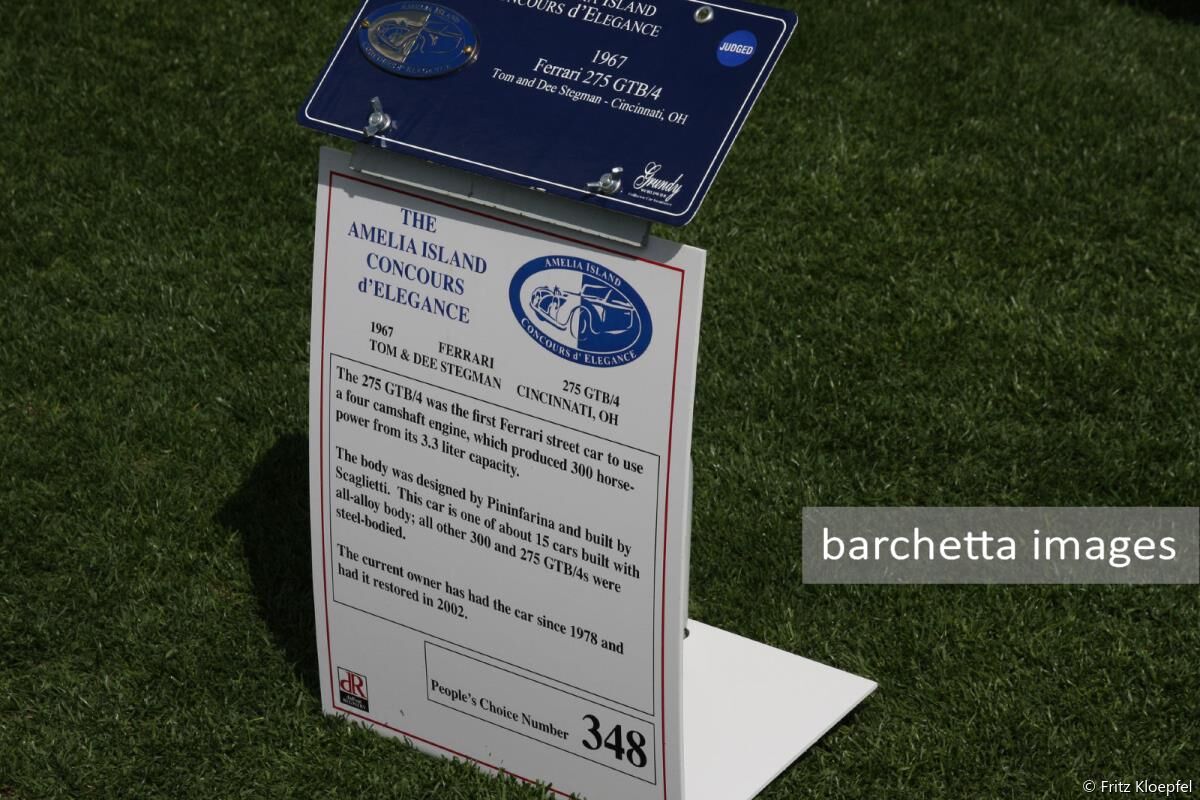 AMELIA ISLAND
CONCOURS d'ELEGANCE
AMELIA ISLAND
JUDGED
1967
Ferrari 275 GTB/4
Tom and Dee Stegman - Cincinnati, OH
Grundy
THE
AMELIA ISLAND
CONCOURS
d'ELEGANCE
AMELIA ISLAND
CONCOURS d' ELEGANCE
1967 FERRARI 275 GTB/4
TOM & DEE STEGMAN CINCINNATI, OH
The 275 GTB/4 was the first Ferrari street car to use
a four camshaft engine, which produced 300 horse-
power from its 3.3 liter capacity.
The body was designed by Pininfarina and built by
Scaglietti. This car is one of about 15 cars built with
all-alloy body; all other 300 and 275 GTB/4s were
steel-bodied.
The current owner has had the car since 1978 and
had it restored in 2002.
People's Choice Number 348
dR
barchetta images
© Fritz Kloepfel